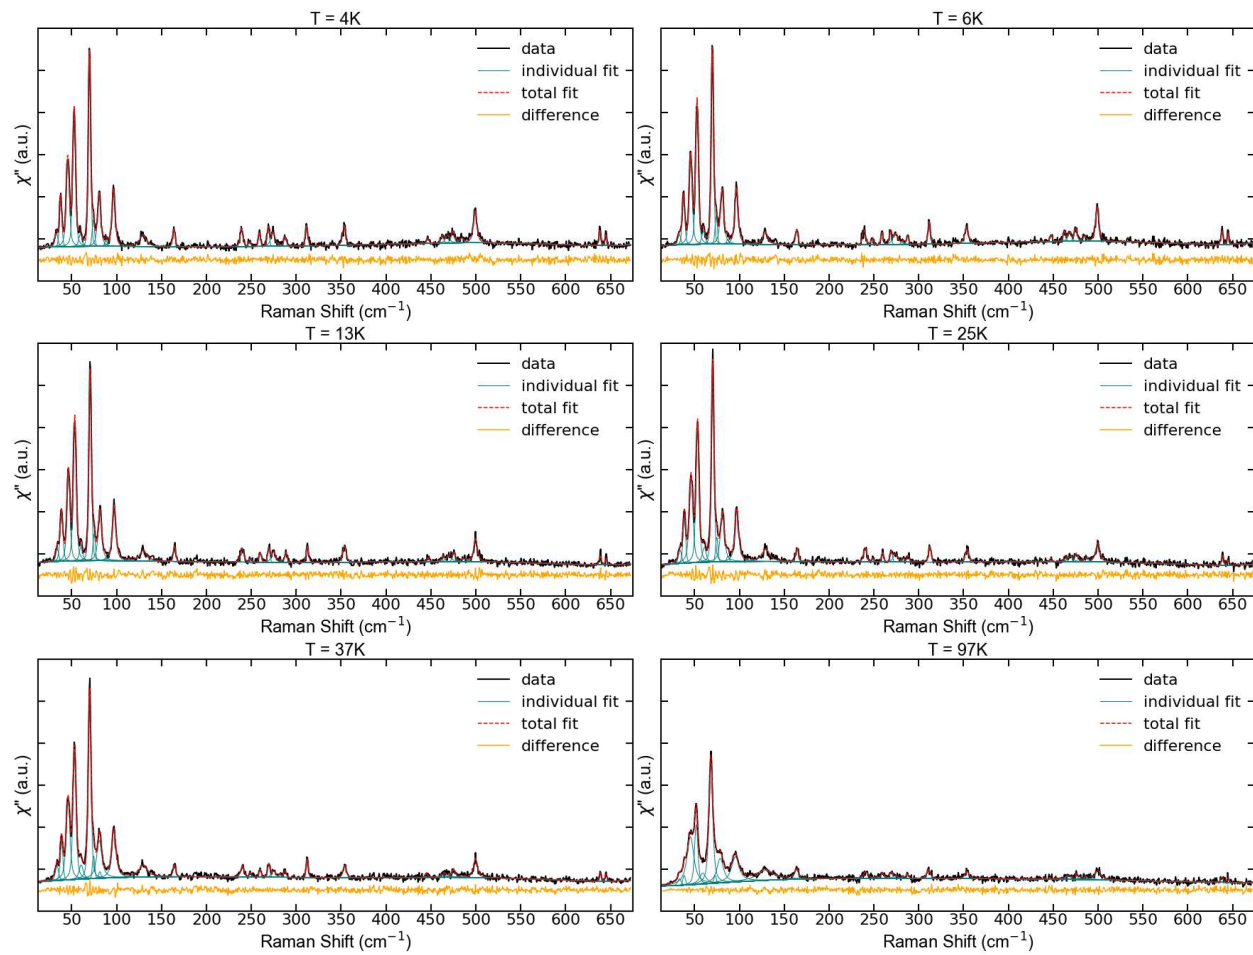 T = 4K
χ'' (a.u.)
data
individual fit
total fit
difference
50 100 150 200 250 300 350 400 450 500 550 600 650
Raman Shift (cm⁻¹)
T = 6K
χ'' (a.u.)
data
individual fit
total fit
difference
50 100 150 200 250 300 350 400 450 500 550 600 650
Raman Shift (cm⁻¹)
T = 13K
χ'' (a.u.)
data
individual fit
total fit
difference
50 100 150 200 250 300 350 400 450 500 550 600 650
Raman Shift (cm⁻¹)
T = 25K
χ'' (a.u.)
data
individual fit
total fit
difference
50 100 150 200 250 300 350 400 450 500 550 600 650
Raman Shift (cm⁻¹)
T = 37K
χ'' (a.u.)
data
individual fit
total fit
difference
50 100 150 200 250 300 350 400 450 500 550 600 650
Raman Shift (cm⁻¹)
T = 97K
χ'' (a.u.)
data
individual fit
total fit
difference
50 100 150 200 250 300 350 400 450 500 550 600 650
Raman Shift (cm⁻¹)